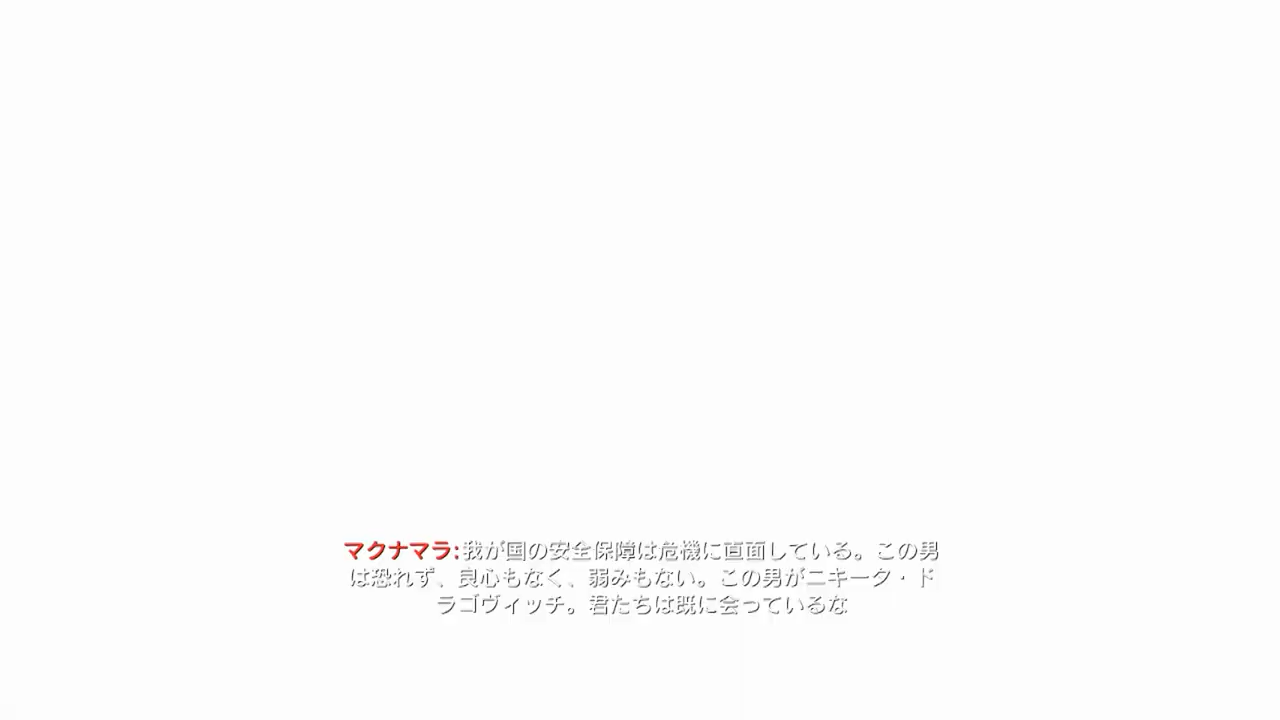 マクナマラ:我が国の安全保障は危機に直面している。この男
は恐れず、良心もなく、弱みもない。この男がニキータ・ド
ラゴヴィッチ。君たちは既に会っているな